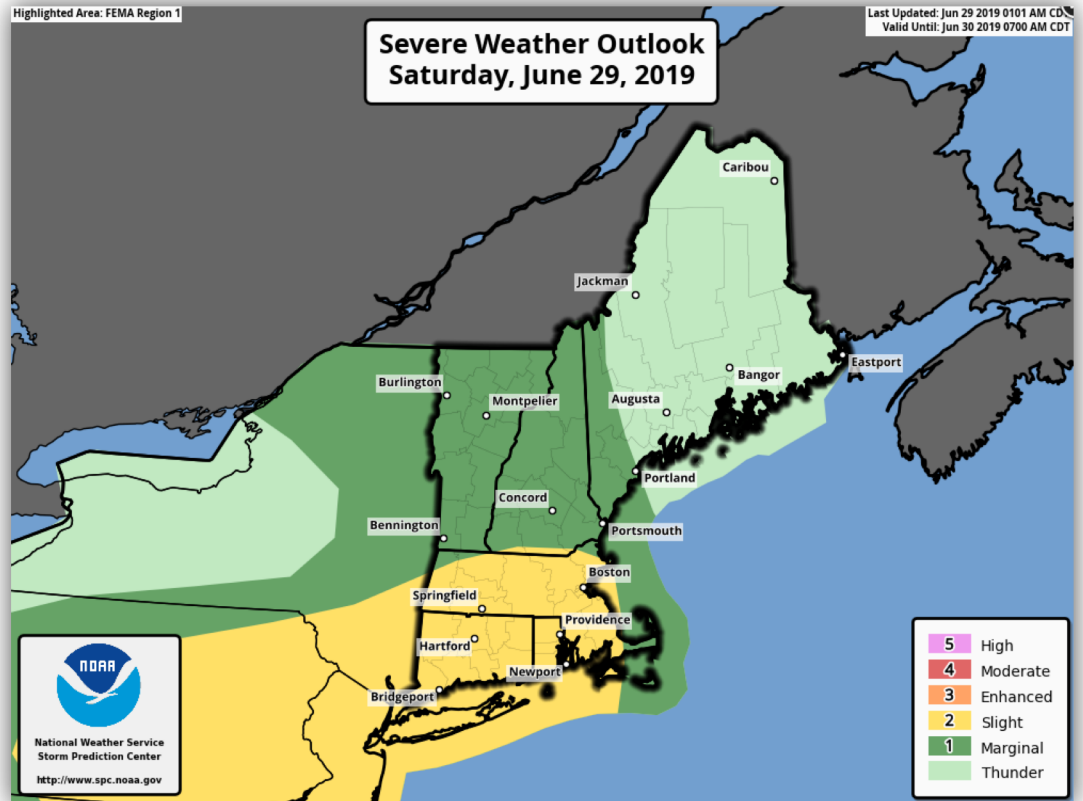 Highlighted Area: FEMA Region 1
Last Updated: Jun 29 2019 0101 AM CDT
Valid Until: Jun 30 2019 0700 AM CDT
Severe Weather Outlook
Saturday, June 29, 2019
Caribou
Jackman
Eastport
Bangor
Burlington
Montpelier
Augusta
Portland
Concord
Bennington
Portsmouth
Boston
Springfield
Providence
Hartford
Newport
Bridgeport
NOAA
National Weather Service
Storm Prediction Center
http://www.spc.noaa.gov
5 High
4 Moderate
3 Enhanced
2 Slight
1 Marginal
Thunder